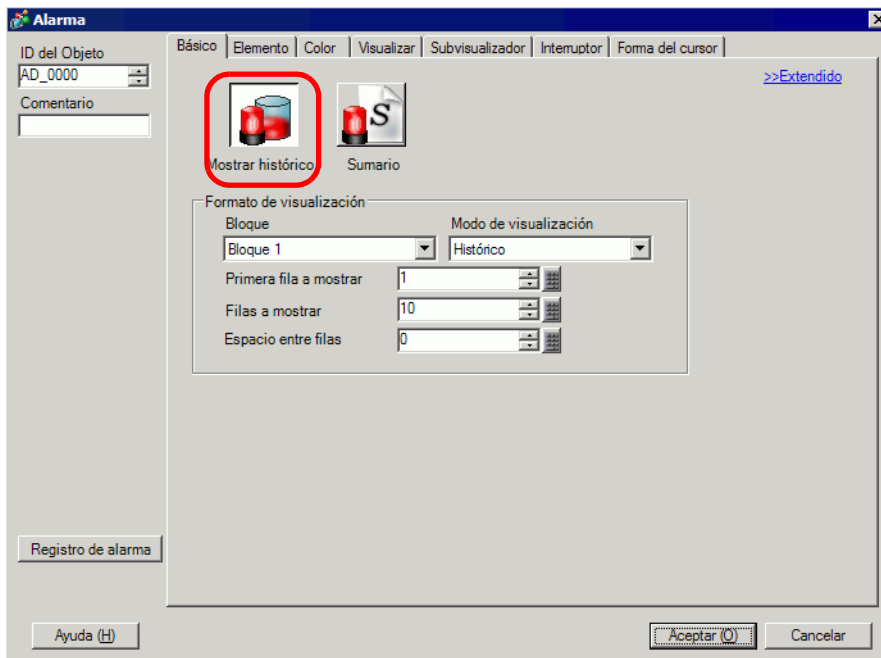 Alarma
ID del Objeto
AD_0000
Comentario
Básico Elemento Color Visualizar Subvisualizador Interruptor Forma del cursor
>>Extendido
S
Mostrar histórico Sumario
Formato de visualización
Bloque Modo de visualización
Bloque 1 Histórico
Primera fila a mostrar 1
Filas a mostrar 10
Espacio entre filas 0
Registro de alarma
Ayuda (H) Aceptar (O) Cancelar